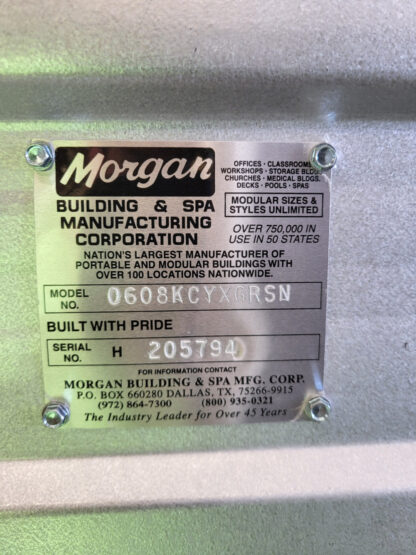 Morgan
OFFICES · CLASSROOMS
WORKSHOPS · STORAGE BLDG
CHURCHES · MEDICAL BLDGS.
DECKS · POOLS · SPAS
BUILDING & SPA
MANUFACTURING
CORPORATION
MODULAR SIZES &
STYLES UNLIMITED
OVER 750,000 IN
USE IN 50 STATES
NATION'S LARGEST MANUFACTURER OF
PORTABLE AND MODULAR BUILDINGS WITH
OVER 100 LOCATIONS NATIONWIDE.
MODEL NO. 0608KCYXGRSN
BUILT WITH PRIDE
SERIAL NO. H 205794
FOR INFORMATION CONTACT
MORGAN BUILDING & SPA MFG. CORP.
P.O. BOX 660280 DALLAS, TX, 75266-9915
(972) 864-7300 (800) 935-0321
The Industry Leader for Over 45 Years